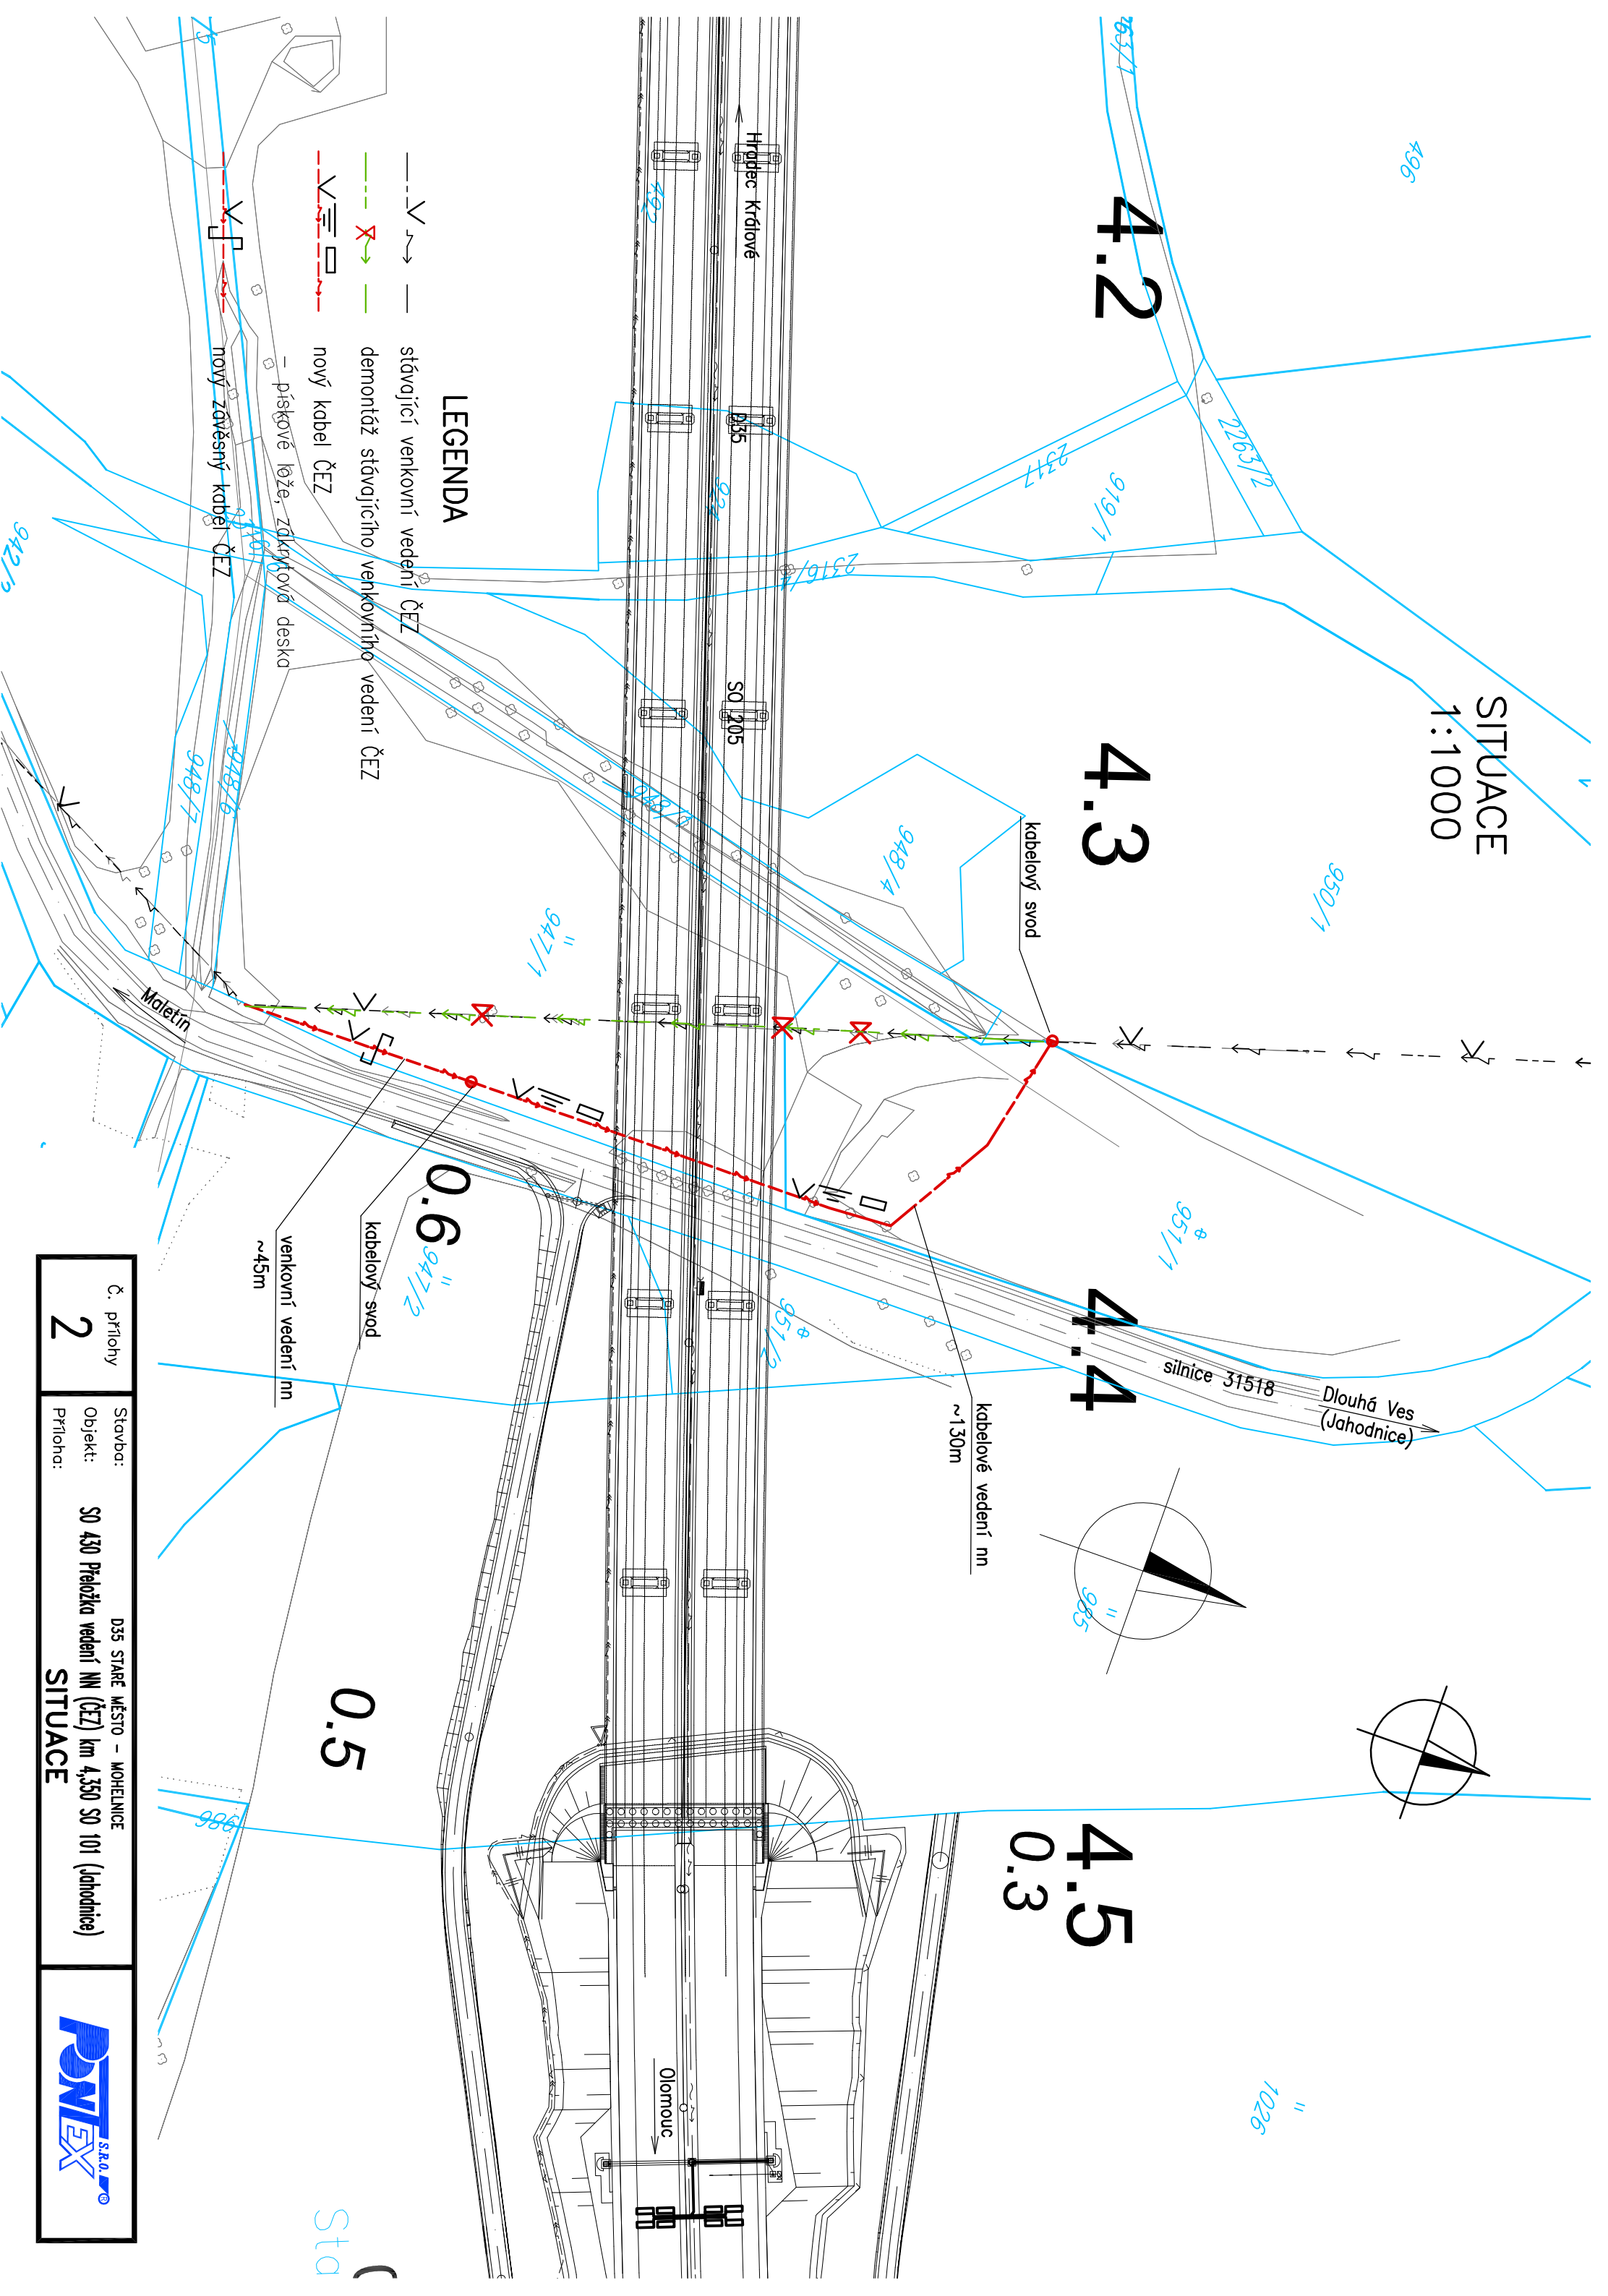 SITUACE
1:1000
496
63/1
4.2
2263/2
2317
919/1
2316/4
4.3
950/1
948/4
kabelový svod
Hradec Králové
492
D35
921
SO 205
LEGENDA
stávající venkovní vedení ČEZ
demontáž stávajícího venkovního vedení ČEZ
nový kabel ČEZ
- pískové lože, zákrytová deska
nový závěsný kabel ČEZ
948/6
948/7
947/1
Maletín
951/1
4.4
silnice 31518
Dlouhá Ves
(Jahodnice)
kabelové vedení nn
~130m
951/2
0.6
947/2
kabelový svod
venkovní vedení nn
~45m
985
0.5
986
4.5
0.3
1026
Olomouc
Sta
Č. přílohy
2
Stavba: D35 STARÉ MĚSTO - MOHELNICE
Objekt: SO 430 Přeložka vedení NN (ČEZ) km 4,350 SO 101 (Jahodnice)
Příloha: SITUACE
PONTEX S.R.O. ®